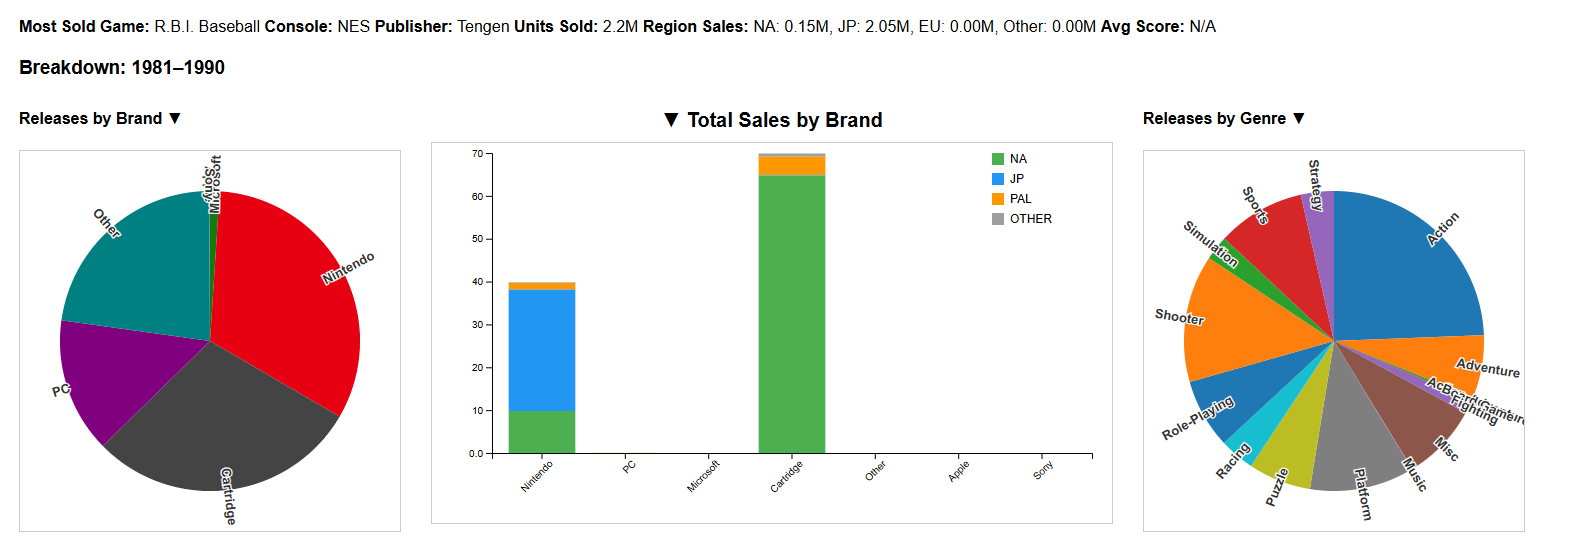 Most Sold Game: R.B.I. Baseball Console: NES Publisher: Tengen Units Sold: 2.2M Region Sales: NA: 0.15M, JP: 2.05M, EU: 0.00M, Other: 0.00M Avg Score: N/A
Breakdown: 1981–1990
Releases by Brand ▼
Microsoft
Sony
Other
Nintendo
PC
Cartridge
▼ Total Sales by Brand
70
60
50
40
30
20
10
0.0
NA
JP
PAL
OTHER
Nintendo
PC
Microsoft
Cartridge
Other
Apple
Sony
Releases by Genre ▼
Strategy
Sports
Action
Simulation
Shooter
Adventure
Fighting
Role-Playing
Misc
Racing
Music
Puzzle
Platform